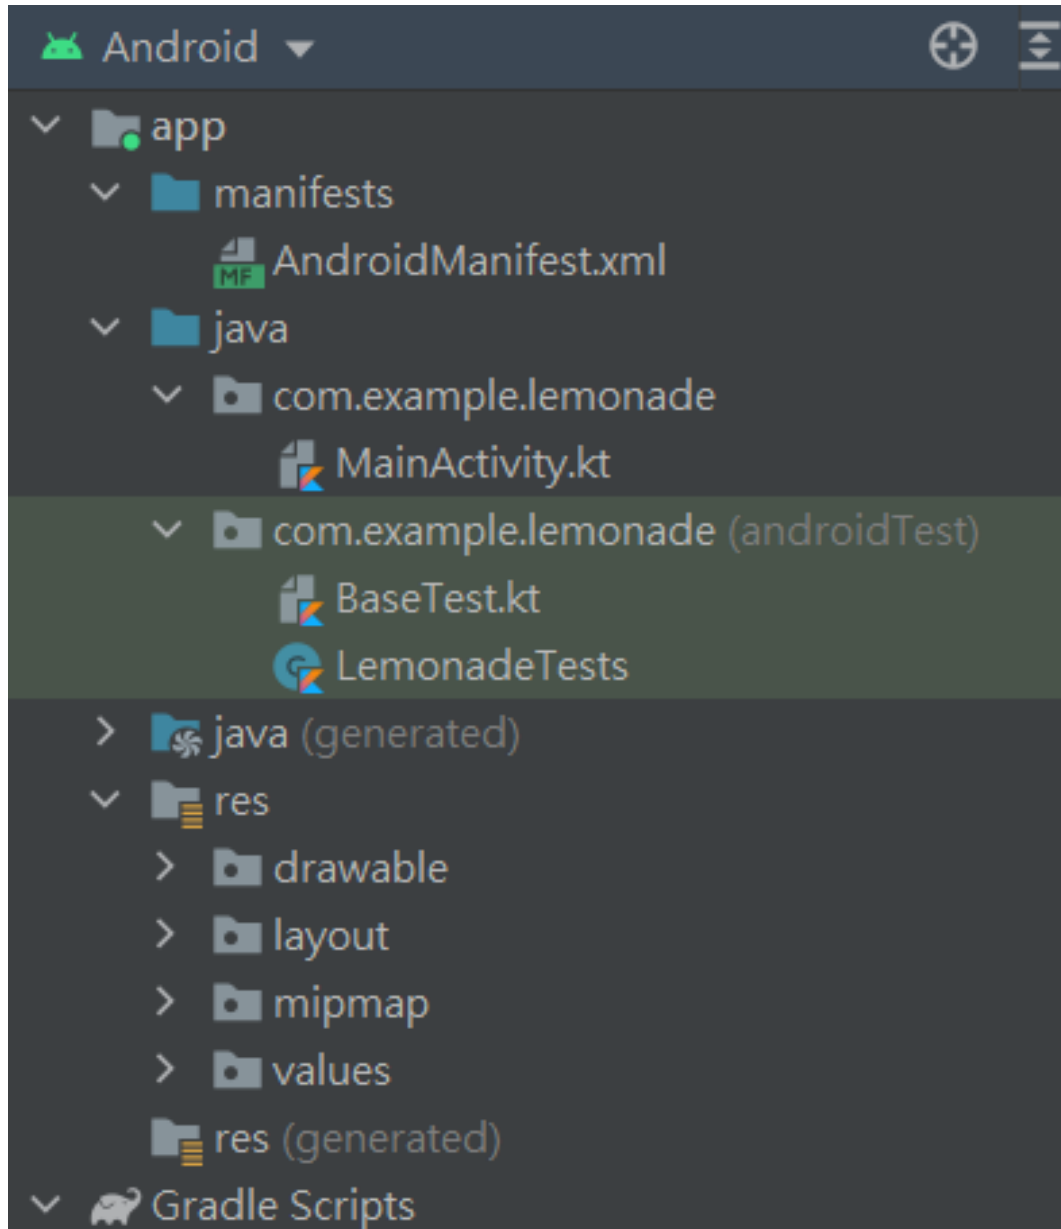 Android
app
manifests
MF AndroidManifest.xml
java
com.example.lemonade
MainActivity.kt
com.example.lemonade (androidTest)
BaseTest.kt
LemonadeTests
java (generated)
res
drawable
layout
mipmap
values
res (generated)
Gradle Scripts